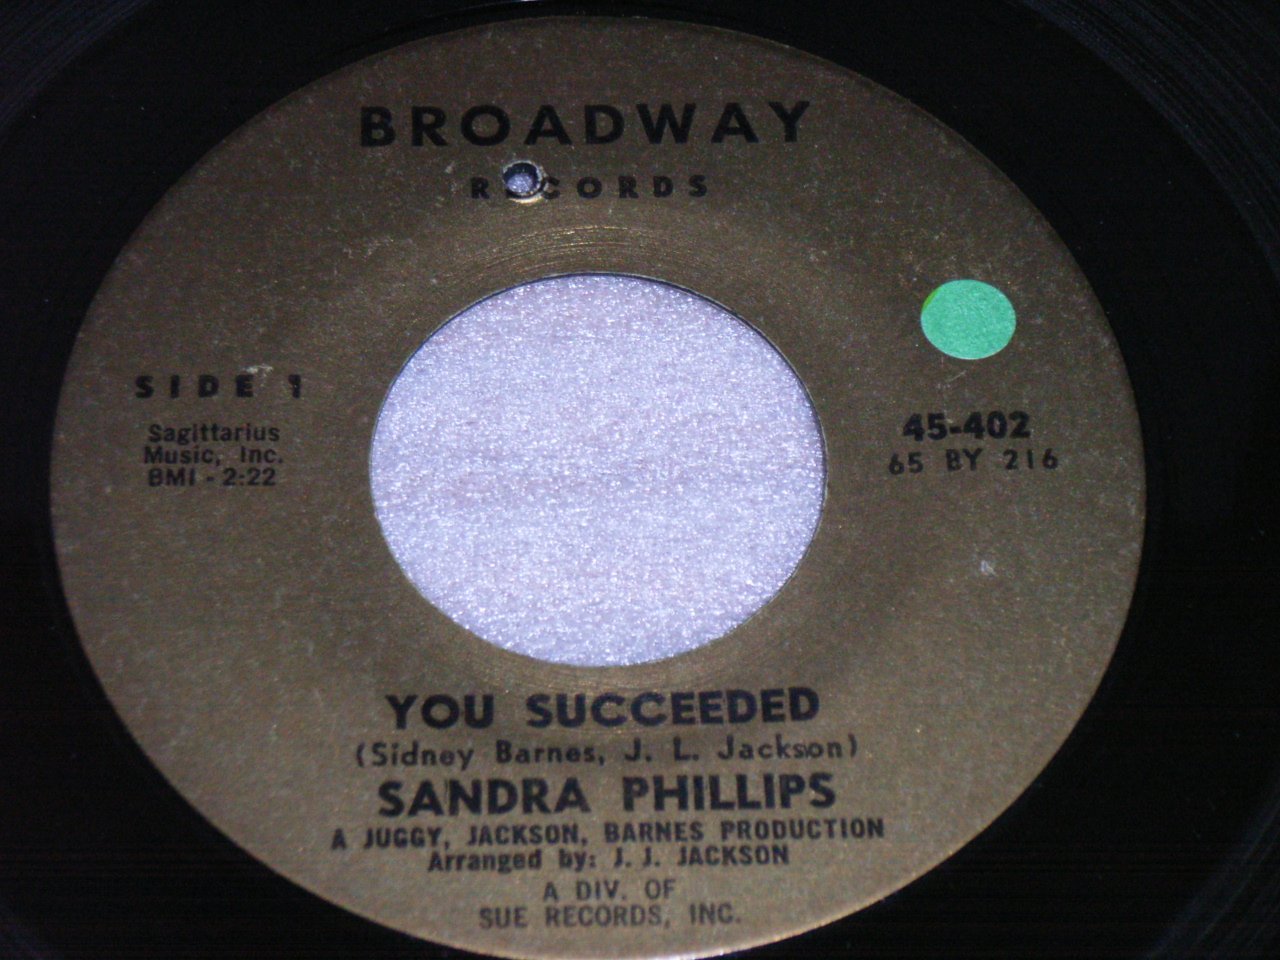 BROADWAY
RECORDS
SIDE 1
Sagittarius
Music, Inc.
BMI - 2:22
45-402
65 BY 216
YOU SUCCEEDED
(Sidney Barnes, J. L. Jackson)
SANDRA PHILLIPS
A JUGGY, JACKSON, BARNES PRODUCTION
Arranged by: J. J. JACKSON
A DIV. OF
SUE RECORDS, INC.